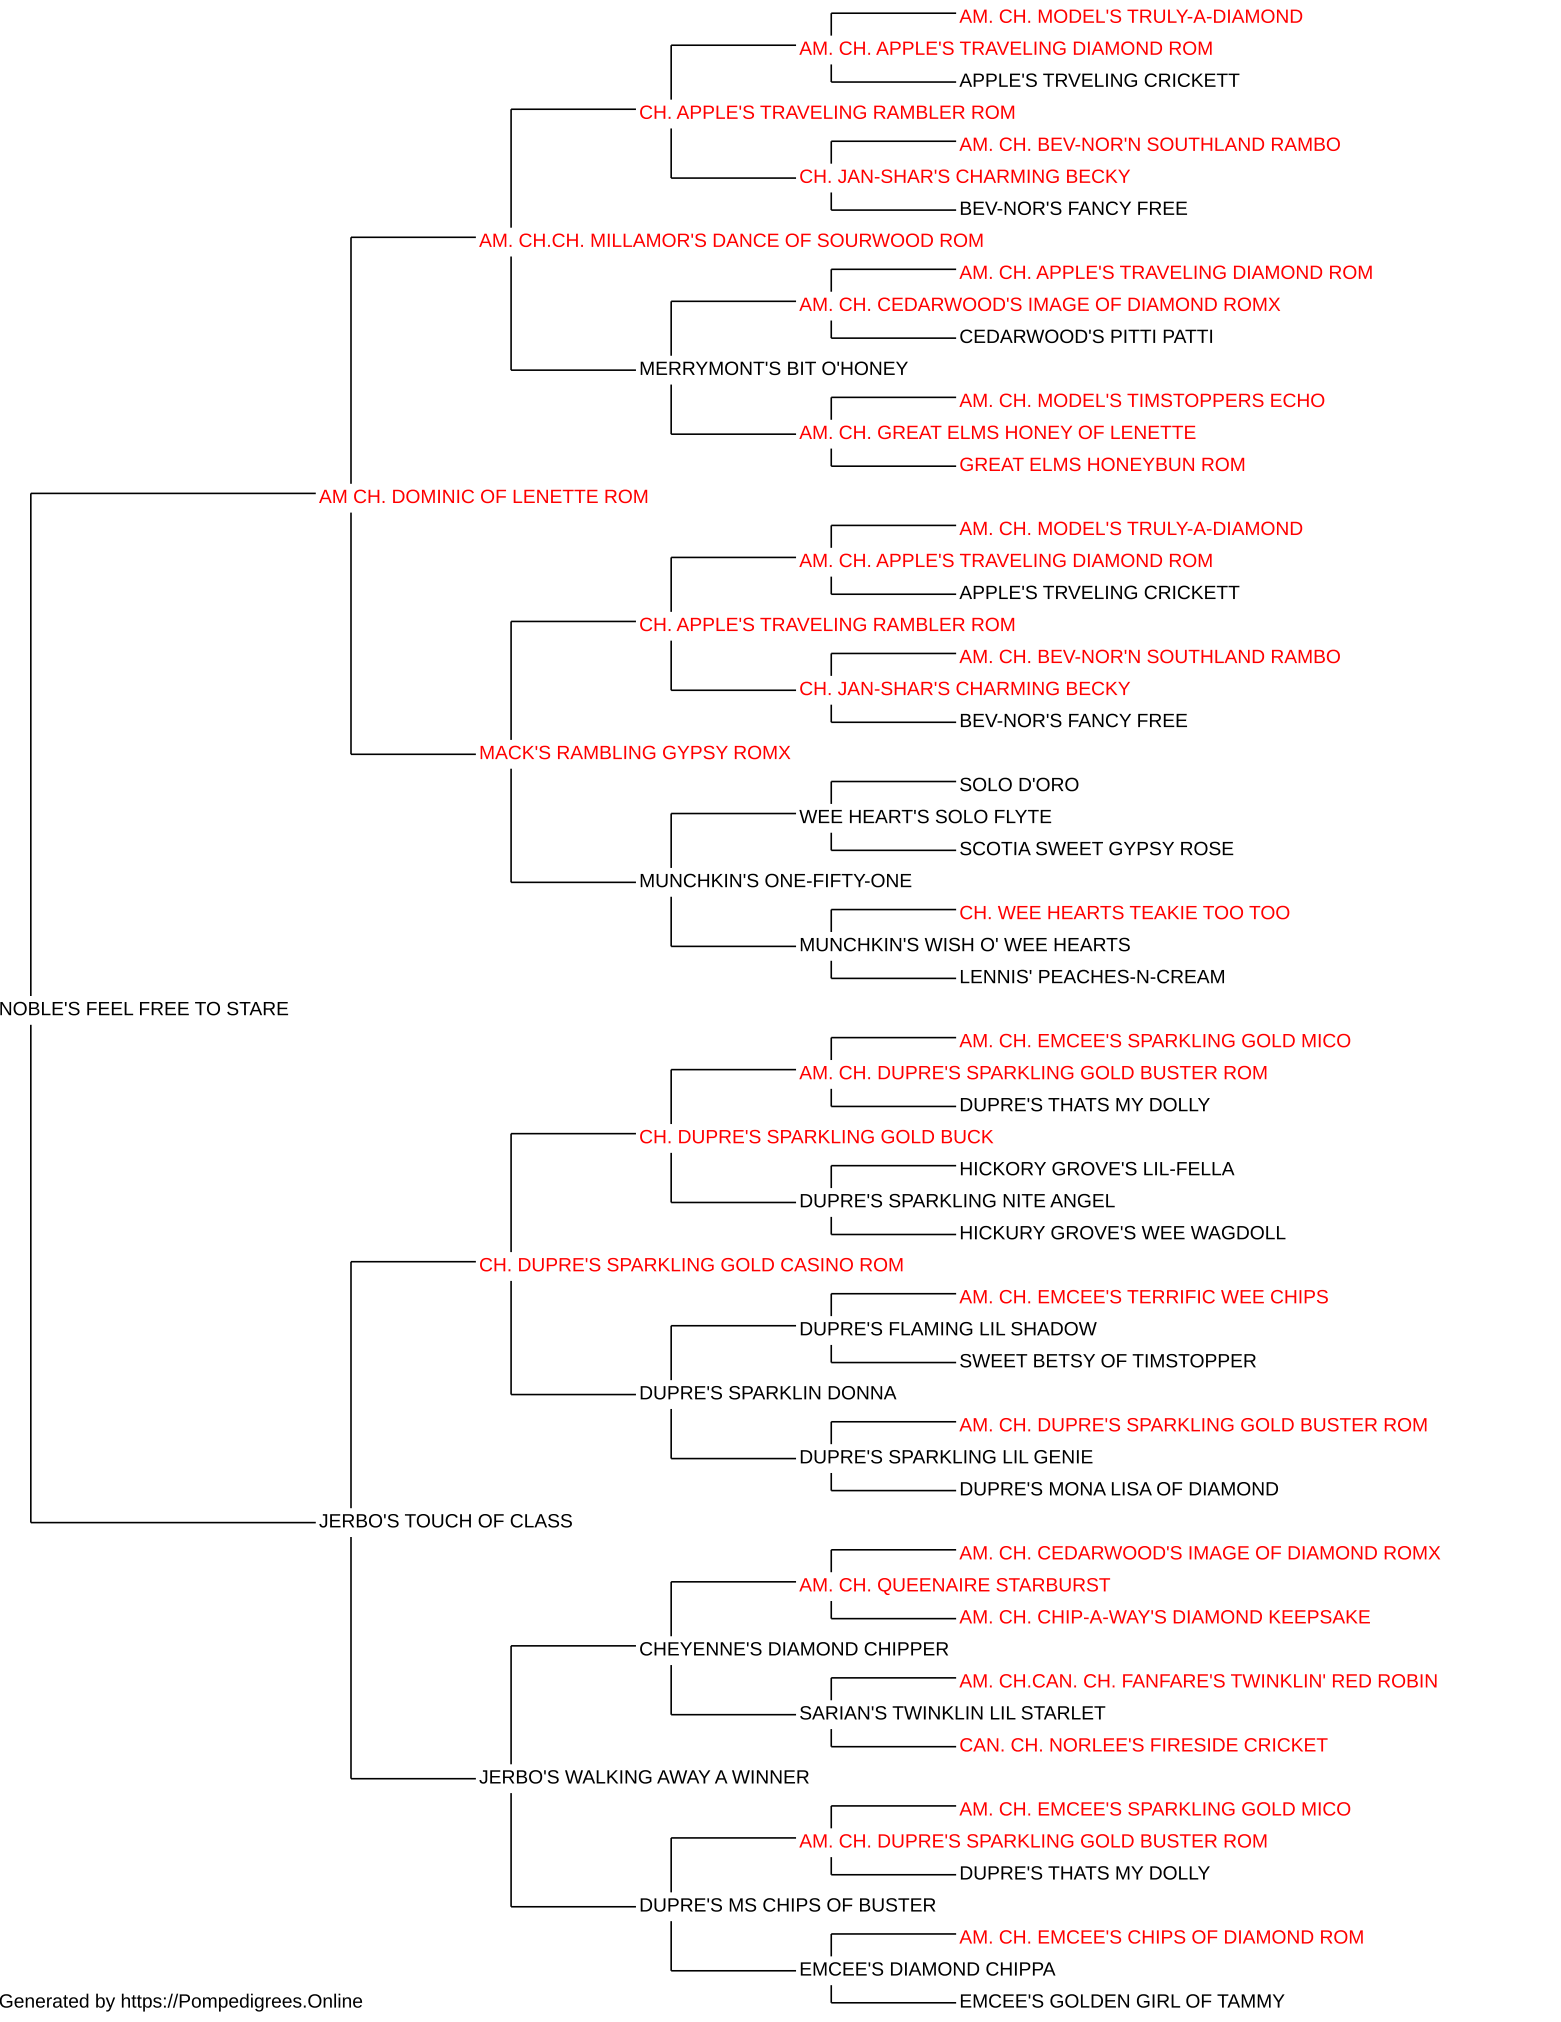 AM. CH. MODEL'S TRULY-A-DIAMOND
AM. CH. APPLE'S TRAVELING DIAMOND ROM
APPLE'S TRVELING CRICKETT
CH. APPLE'S TRAVELING RAMBLER ROM
AM. CH. BEV-NOR'N SOUTHLAND RAMBO
CH. JAN-SHAR'S CHARMING BECKY
BEV-NOR'S FANCY FREE
AM. CH.CH. MILLAMOR'S DANCE OF SOURWOOD ROM
AM. CH. APPLE'S TRAVELING DIAMOND ROM
AM. CH. CEDARWOOD'S IMAGE OF DIAMOND ROMX
CEDARWOOD'S PITTI PATTI
MERRYMONT'S BIT O'HONEY
AM. CH. MODEL'S TIMSTOPPERS ECHO
AM. CH. GREAT ELMS HONEY OF LENETTE
GREAT ELMS HONEYBUN ROM
AM CH. DOMINIC OF LENETTE ROM
AM. CH. MODEL'S TRULY-A-DIAMOND
AM. CH. APPLE'S TRAVELING DIAMOND ROM
APPLE'S TRVELING CRICKETT
CH. APPLE'S TRAVELING RAMBLER ROM
AM. CH. BEV-NOR'N SOUTHLAND RAMBO
CH. JAN-SHAR'S CHARMING BECKY
BEV-NOR'S FANCY FREE
MACK'S RAMBLING GYPSY ROMX
SOLO D'ORO
WEE HEART'S SOLO FLYTE
SCOTIA SWEET GYPSY ROSE
MUNCHKIN'S ONE-FIFTY-ONE
CH. WEE HEARTS TEAKIE TOO TOO
MUNCHKIN'S WISH O' WEE HEARTS
LENNIS' PEACHES-N-CREAM
NOBLE'S FEEL FREE TO STARE
AM. CH. EMCEE'S SPARKLING GOLD MICO
AM. CH. DUPRE'S SPARKLING GOLD BUSTER ROM
DUPRE'S THATS MY DOLLY
CH. DUPRE'S SPARKLING GOLD BUCK
HICKORY GROVE'S LIL-FELLA
DUPRE'S SPARKLING NITE ANGEL
HICKURY GROVE'S WEE WAGDOLL
CH. DUPRE'S SPARKLING GOLD CASINO ROM
AM. CH. EMCEE'S TERRIFIC WEE CHIPS
DUPRE'S FLAMING LIL SHADOW
SWEET BETSY OF TIMSTOPPER
DUPRE'S SPARKLIN DONNA
AM. CH. DUPRE'S SPARKLING GOLD BUSTER ROM
DUPRE'S SPARKLING LIL GENIE
DUPRE'S MONA LISA OF DIAMOND
JERBO'S TOUCH OF CLASS
AM. CH. CEDARWOOD'S IMAGE OF DIAMOND ROMX
AM. CH. QUEENAIRE STARBURST
AM. CH. CHIP-A-WAY'S DIAMOND KEEPSAKE
CHEYENNE'S DIAMOND CHIPPER
AM. CH.CAN. CH. FANFARE'S TWINKLIN' RED ROBIN
SARIAN'S TWINKLIN LIL STARLET
CAN. CH. NORLEE'S FIRESIDE CRICKET
JERBO'S WALKING AWAY A WINNER
AM. CH. EMCEE'S SPARKLING GOLD MICO
AM. CH. DUPRE'S SPARKLING GOLD BUSTER ROM
DUPRE'S THATS MY DOLLY
DUPRE'S MS CHIPS OF BUSTER
AM. CH. EMCEE'S CHIPS OF DIAMOND ROM
EMCEE'S DIAMOND CHIPPA
EMCEE'S GOLDEN GIRL OF TAMMY
Generated by https://Pompedigrees.Online